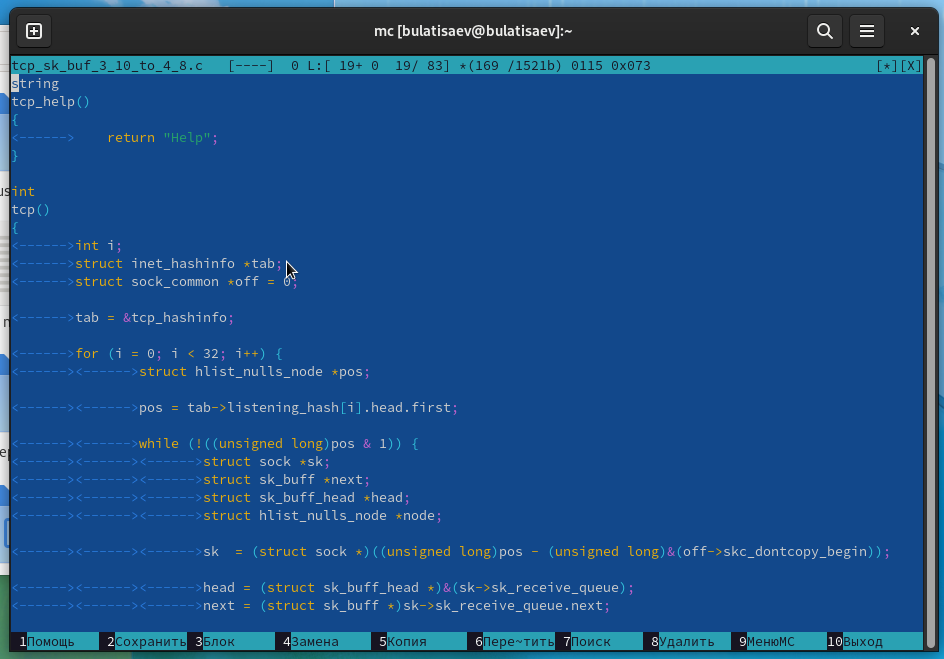 mc [bulatisaev@bulatisaev]:~
tcp_sk_buf_3_10_to_4_8.c   [----]  0 L:[ 19+ 0  19/ 83] *(169 /1521b) 0115 0x073                            [*][X]
string
tcp_help()
{
<------>    return "Help";
}
int
tcp()
{
<------>int i;
<------>struct inet_hashinfo *tab;
<------>struct sock_common *off = 0;
<------>tab = &tcp_hashinfo;
<------>for (i = 0; i < 32; i++) {
<------><------>struct hlist_nulls_node *pos;
<------><------>pos = tab->listening_hash[i].head.first;
<------><------>while (!((unsigned long)pos & 1)) {
<------><------><------>struct sock *sk;
<------><------><------>struct sk_buff *next;
<------><------><------>struct sk_buff_head *head;
<------><------><------>struct hlist_nulls_node *node;
<------><------><------>sk  = (struct sock *)((unsigned long)pos - (unsigned long)&(off->skc_dontcopy_begin));
<------><------><------>head = (struct sk_buff_head *)&(sk->sk_receive_queue);
<------><------><------>next = (struct sk_buff *)sk->sk_receive_queue.next;
1Помощь 2Сохранить 3Блок 4Замена 5Копия 6Пере~тить 7Поиск 8Удалить 9МенюMC 10Выход